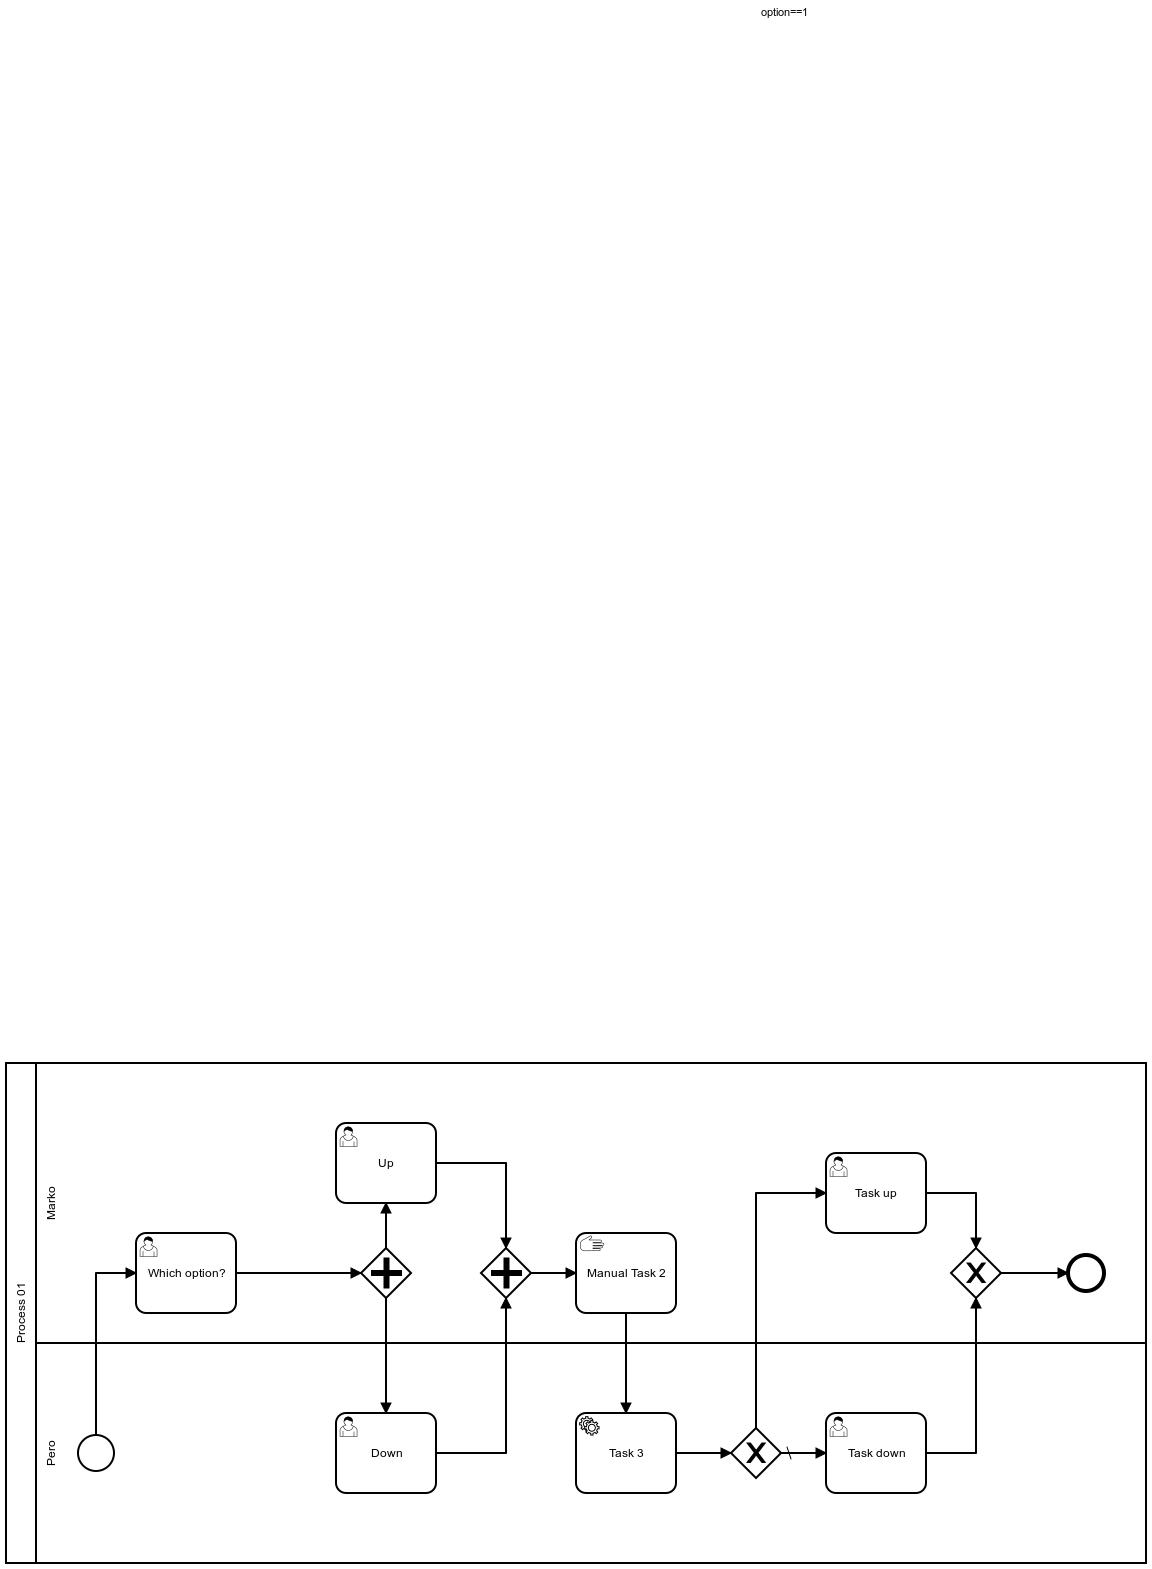 option==1
Process 01
Marko
Up
Task up
Which option?
Manual Task 2
Pero
Down
Task 3
Task down